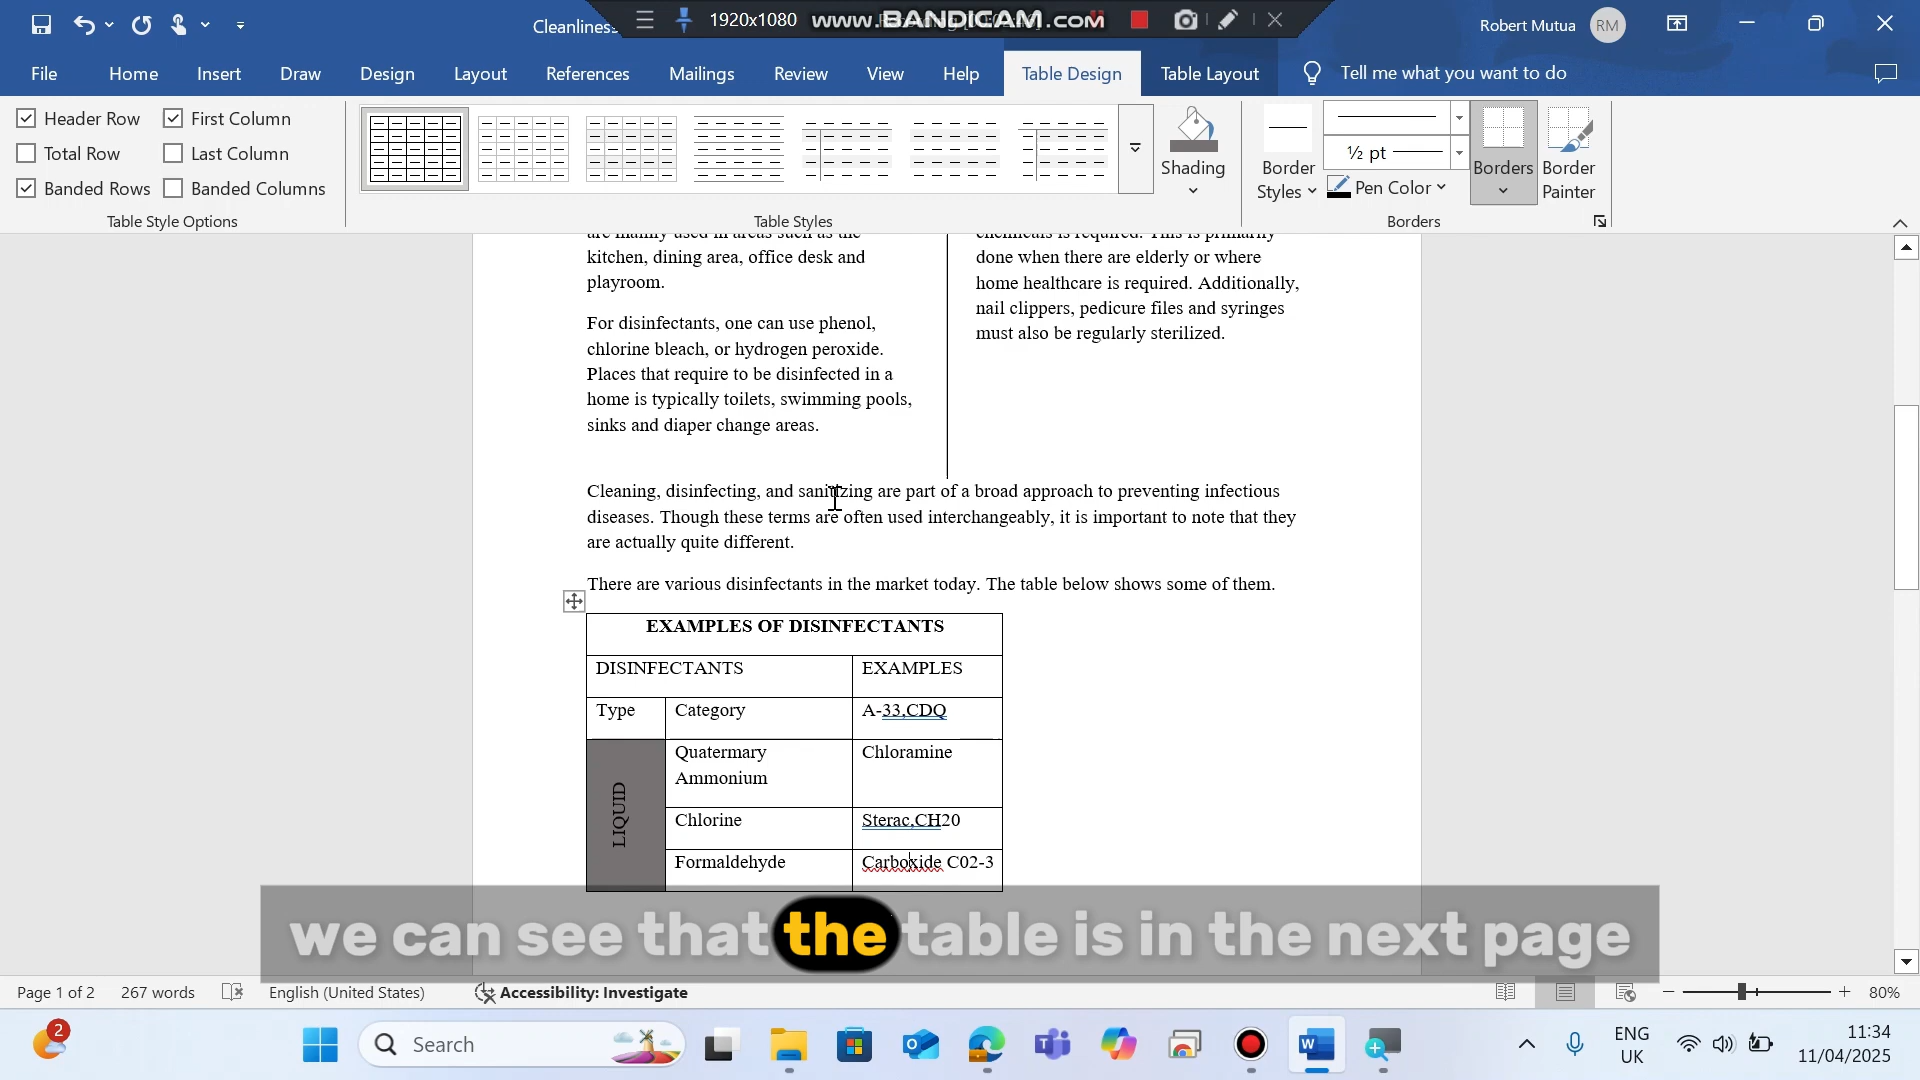 Cleanliness
1920x1080
www.BANDICAM.com
Robert Mutua
RM
File
Home
Insert
Draw
Design
Layout
References
Mailings
Review
View
Help
Table Design
Table Layout
Tell me what you want to do
Header Row
First Column
Total Row
Last Column
Banded Rows
Banded Columns
Table Style Options
Table Styles
Shading
Border
Styles
½ pt
Pen Color
Borders
Border
Painter
Borders
are mainly used in areas such as the
kitchen, dining area, office desk and
playroom.
For disinfectants, one can use phenol,
chlorine bleach, or hydrogen peroxide.
Places that require to be disinfected in a
home is typically toilets, swimming pools,
sinks and diaper change areas.
chemicals is required. This is primarily
done when there are elderly or where
home healthcare is required. Additionally,
nail clippers, pedicure files and syringes
must also be regularly sterilized.
Cleaning, disinfecting, and sanitizing are part of a broad approach to preventing infectious
diseases. Though these terms are often used interchangeably, it is important to note that they
are actually quite different.
There are various disinfectants in the market today. The table below shows some of them.
EXAMPLES OF DISINFECTANTS
DISINFECTANTS
EXAMPLES
Type
Category
A-33,CDQ
LIQUID
Quatermary
Ammonium
Chloramine
Chlorine
Sterac,CH20
Formaldehyde
Carboxide C02-3
we can see that the table is in the next page
Page 1 of 2
267 words
English (United States)
Accessibility: Investigate
80%
2
Search
ENG
UK
11:34
11/04/2025